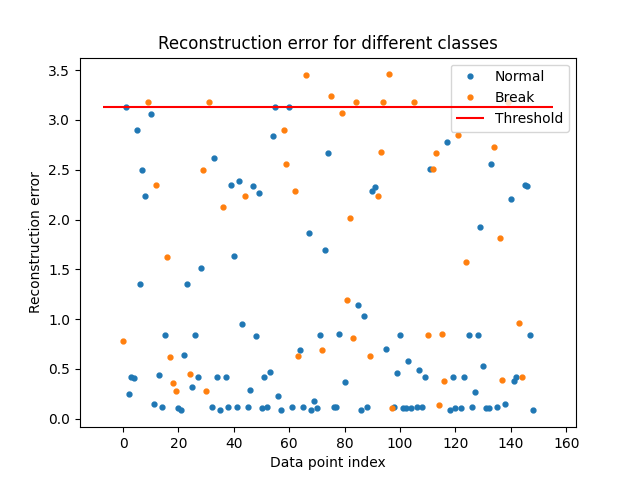 Reconstruction error for different classes
Normal
Break
Threshold
Reconstruction error
3.5
3.0
2.5
2.0
1.5
1.0
0.5
0.0
0
20
40
60
80
100
120
140
160
Data point index